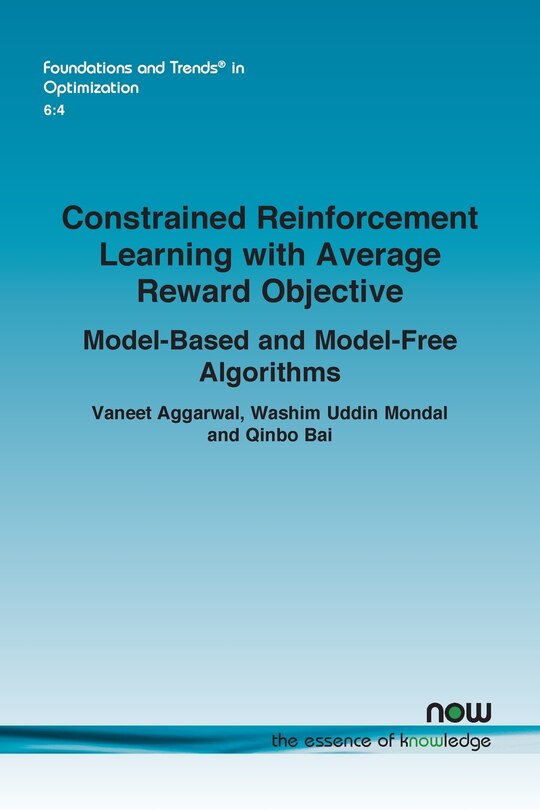 Foundations and Trends® in
Optimization
6:4
Constrained Reinforcement
Learning with Average
Reward Objective
Model-Based and Model-Free
Algorithms
Vaneet Aggarwal, Washim Uddin Mondal
and Qinbo Bai
now
the essence of knowledge